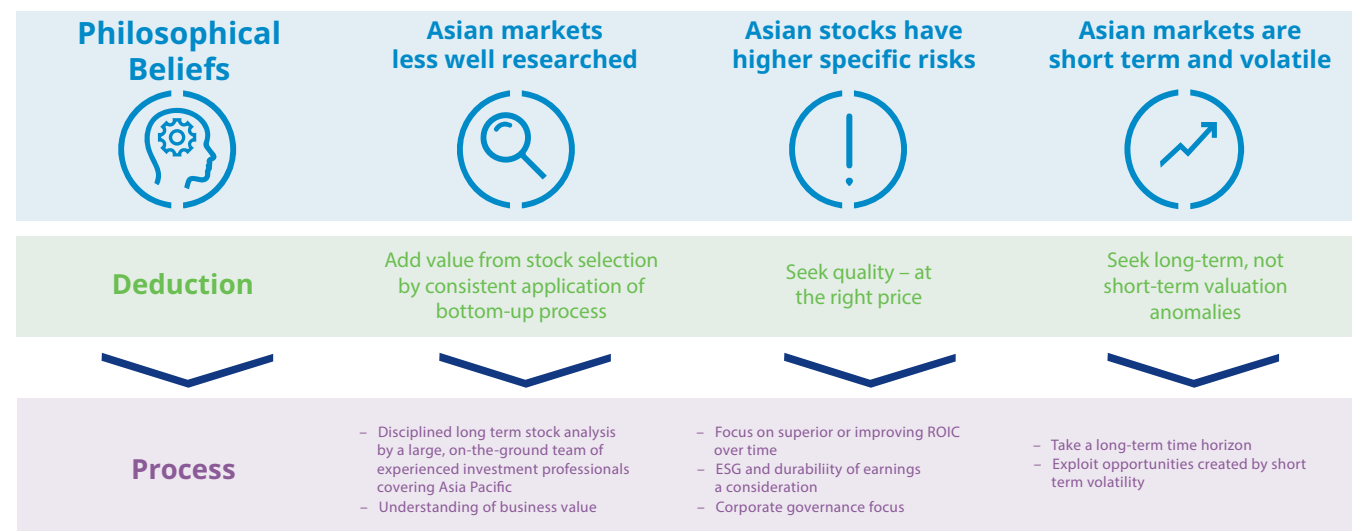 Philosophical
Beliefs
Asian markets
less well researched
Asian stocks have
higher specific risks
Asian markets are
short term and volatile
Deduction
Add value from stock selection
by consistent application of
bottom-up process
Seek quality – at
the right price
Seek long-term, not
short-term valuation
anomalies
Process
– Disciplined long term stock analysis
by a large, on-the-ground team of
experienced investment professionals
covering Asia Pacific
– Understanding of business value
– Focus on superior or improving ROIC
over time
– ESG and durabiliity of earnings
a consideration
– Corporate governance focus
– Take a long-term time horizon
– Exploit opportunities created by short
term volatility